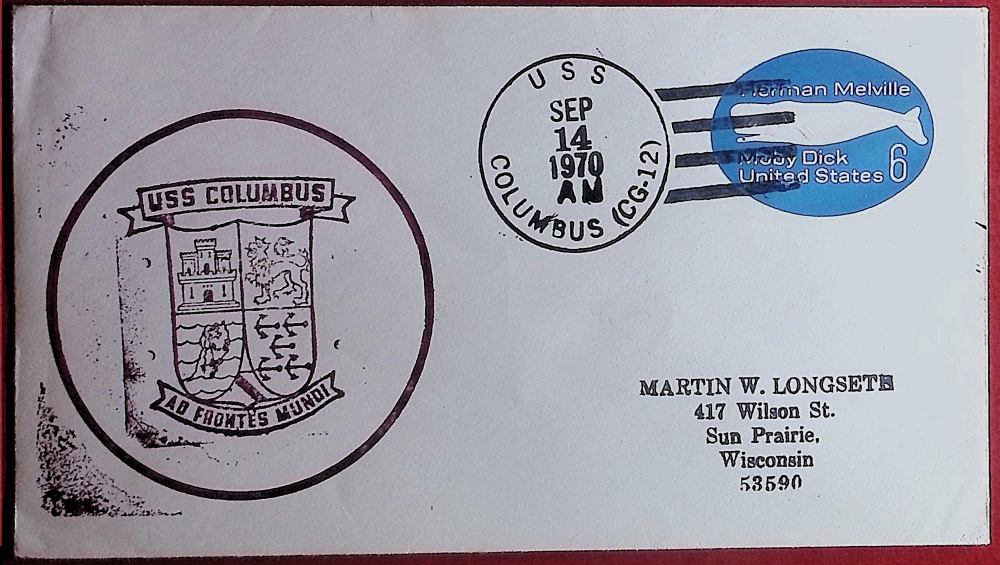 USS COLUMBUS
AD FRONTES MUNDI
USS
SEP
14
1970
AM
COLUMBUS (CG-12)
Herman Melville
Moby Dick
United States 6
MARTIN W. LONGSETH
417 Wilson St.
Sun Prairie,
Wisconsin
53590